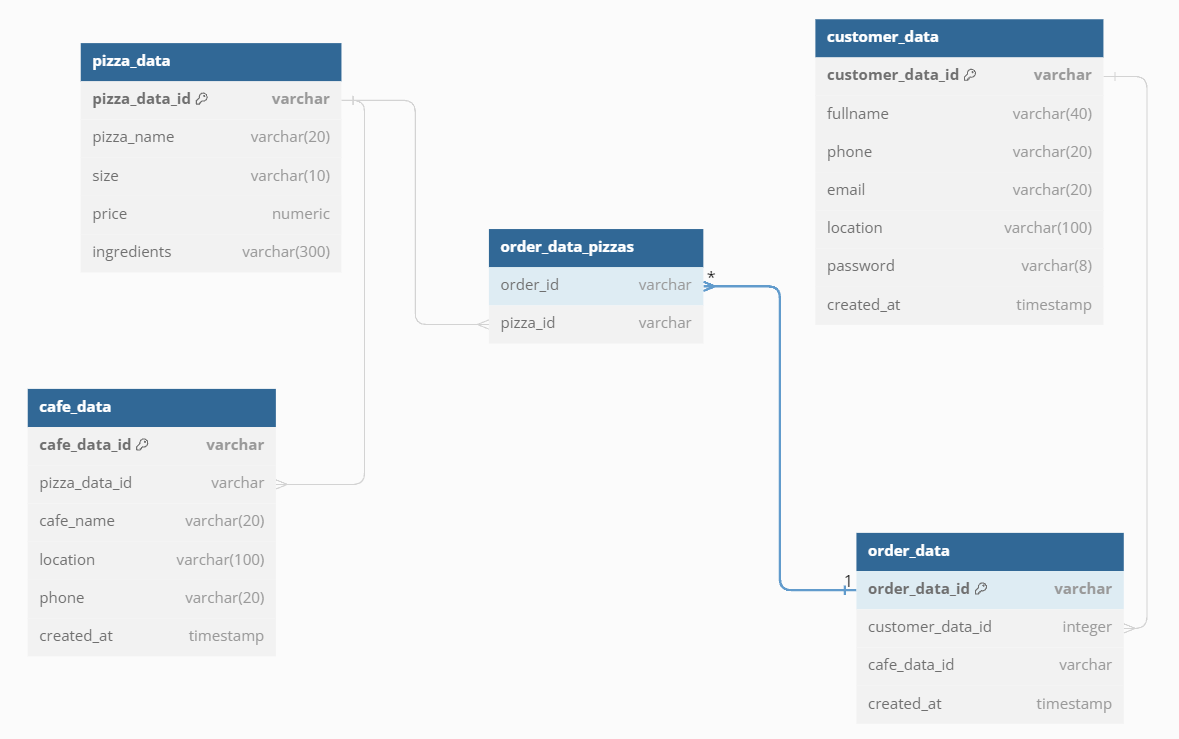 pizza_data
pizza_data_id varchar
pizza_name varchar(20)
size varchar(10)
price numeric
ingredients varchar(300)
customer_data
customer_data_id varchar
fullname varchar(40)
phone varchar(20)
email varchar(20)
location varchar(100)
password varchar(8)
created_at timestamp
order_data_pizzas
order_id varchar
pizza_id varchar
*
cafe_data
cafe_data_id varchar
pizza_data_id varchar
cafe_name varchar(20)
location varchar(100)
phone varchar(20)
created_at timestamp
1
order_data
order_data_id varchar
customer_data_id integer
cafe_data_id varchar
created_at timestamp